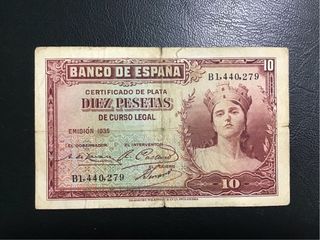 BANCO DE ESPAÑA
10
B1,440,279
CERTIFICADO DE PLATA
DIEZ PESETAS
DE CURSO LEGAL
EMISIÓN 1935
EL GOBERNADOR
EL INTERVENTOR
B1,440,279
10